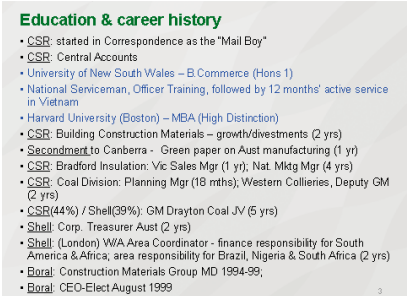 Education & career history
• CSR: started in Correspondence as the "Mail Boy"
• CSR: Central Accounts
• University of New South Wales – B.Commerce (Hons 1)
• National Serviceman, Officer Training, followed by 12 months' active service
in Vietnam
• Harvard University (Boston) – MBA (High Distinction)
• CSR: Building Construction Materials – growth/divestments (2 yrs)
• Secondment to Canberra - Green paper on Aust manufacturing (1 yr)
• CSR: Bradford Insulation: Vic Sales Mgr (1 yr); Nat. Mktg Mgr (4 yrs)
• CSR: Coal Division: Planning Mgr (18 mths); Western Collieries, Deputy GM
(2 yrs)
• CSR(44%) / Shell(39%): GM Drayton Coal JV (5 yrs)
• Shell: Corp. Treasurer Aust (2 yrs)
• Shell: (London) W/A Area Coordinator - finance responsibility for South
America & Africa; area responsibility for Brazil, Nigeria & South Africa (2 yrs)
• Boral: Construction Materials Group MD 1994-99;
• Boral: CEO-Elect August 1999
3